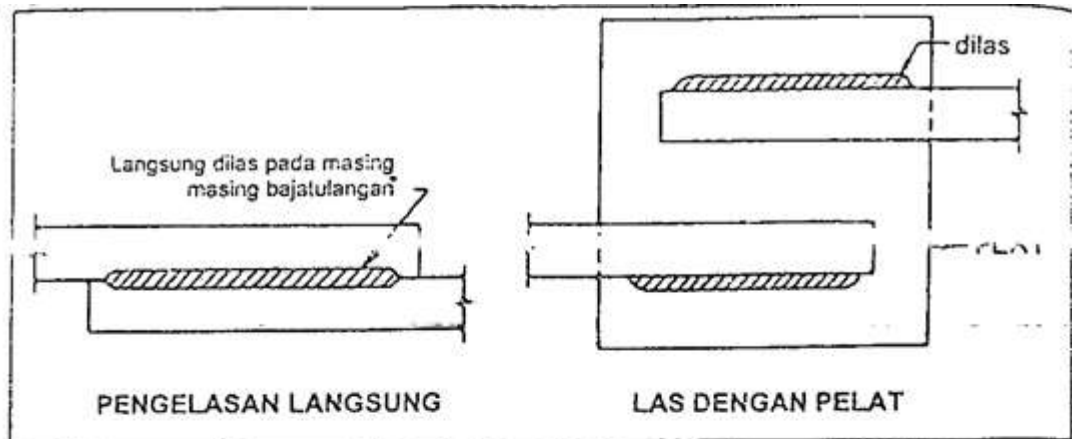 dilas
Langsung dilas pada masing
masing bajatulangan
PENGELASAN LANGSUNG
LAS DENGAN PELAT